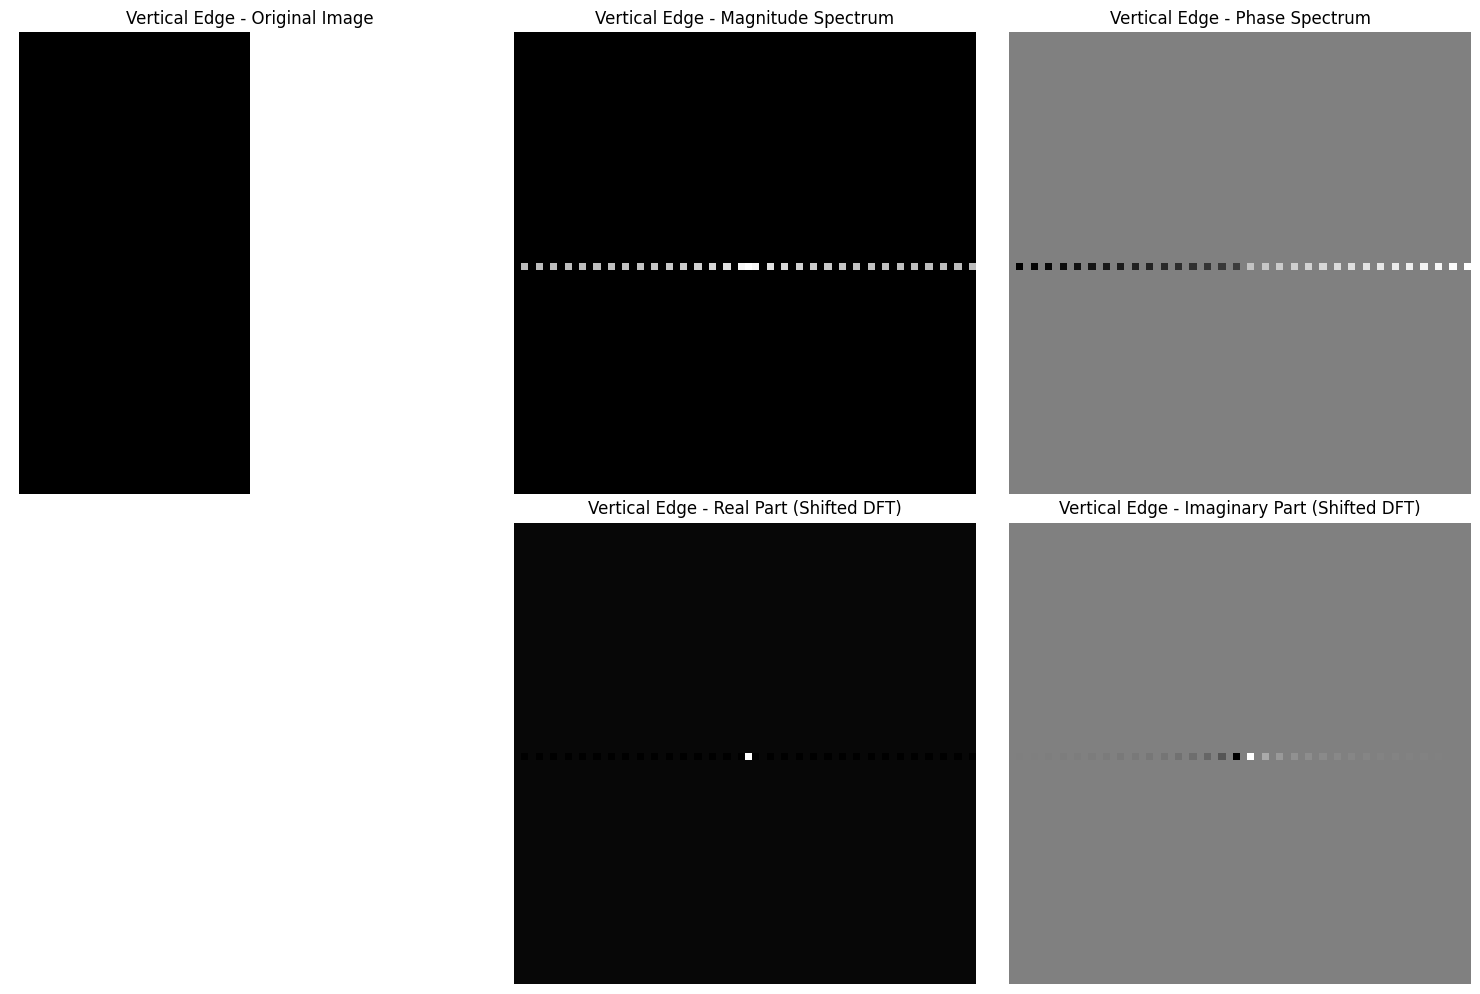 Vertical Edge - Original Image
Vertical Edge - Magnitude Spectrum
Vertical Edge - Phase Spectrum
Vertical Edge - Real Part (Shifted DFT)
Vertical Edge - Imaginary Part (Shifted DFT)